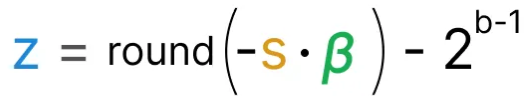 z = round(-s · β) - 2^{b-1}